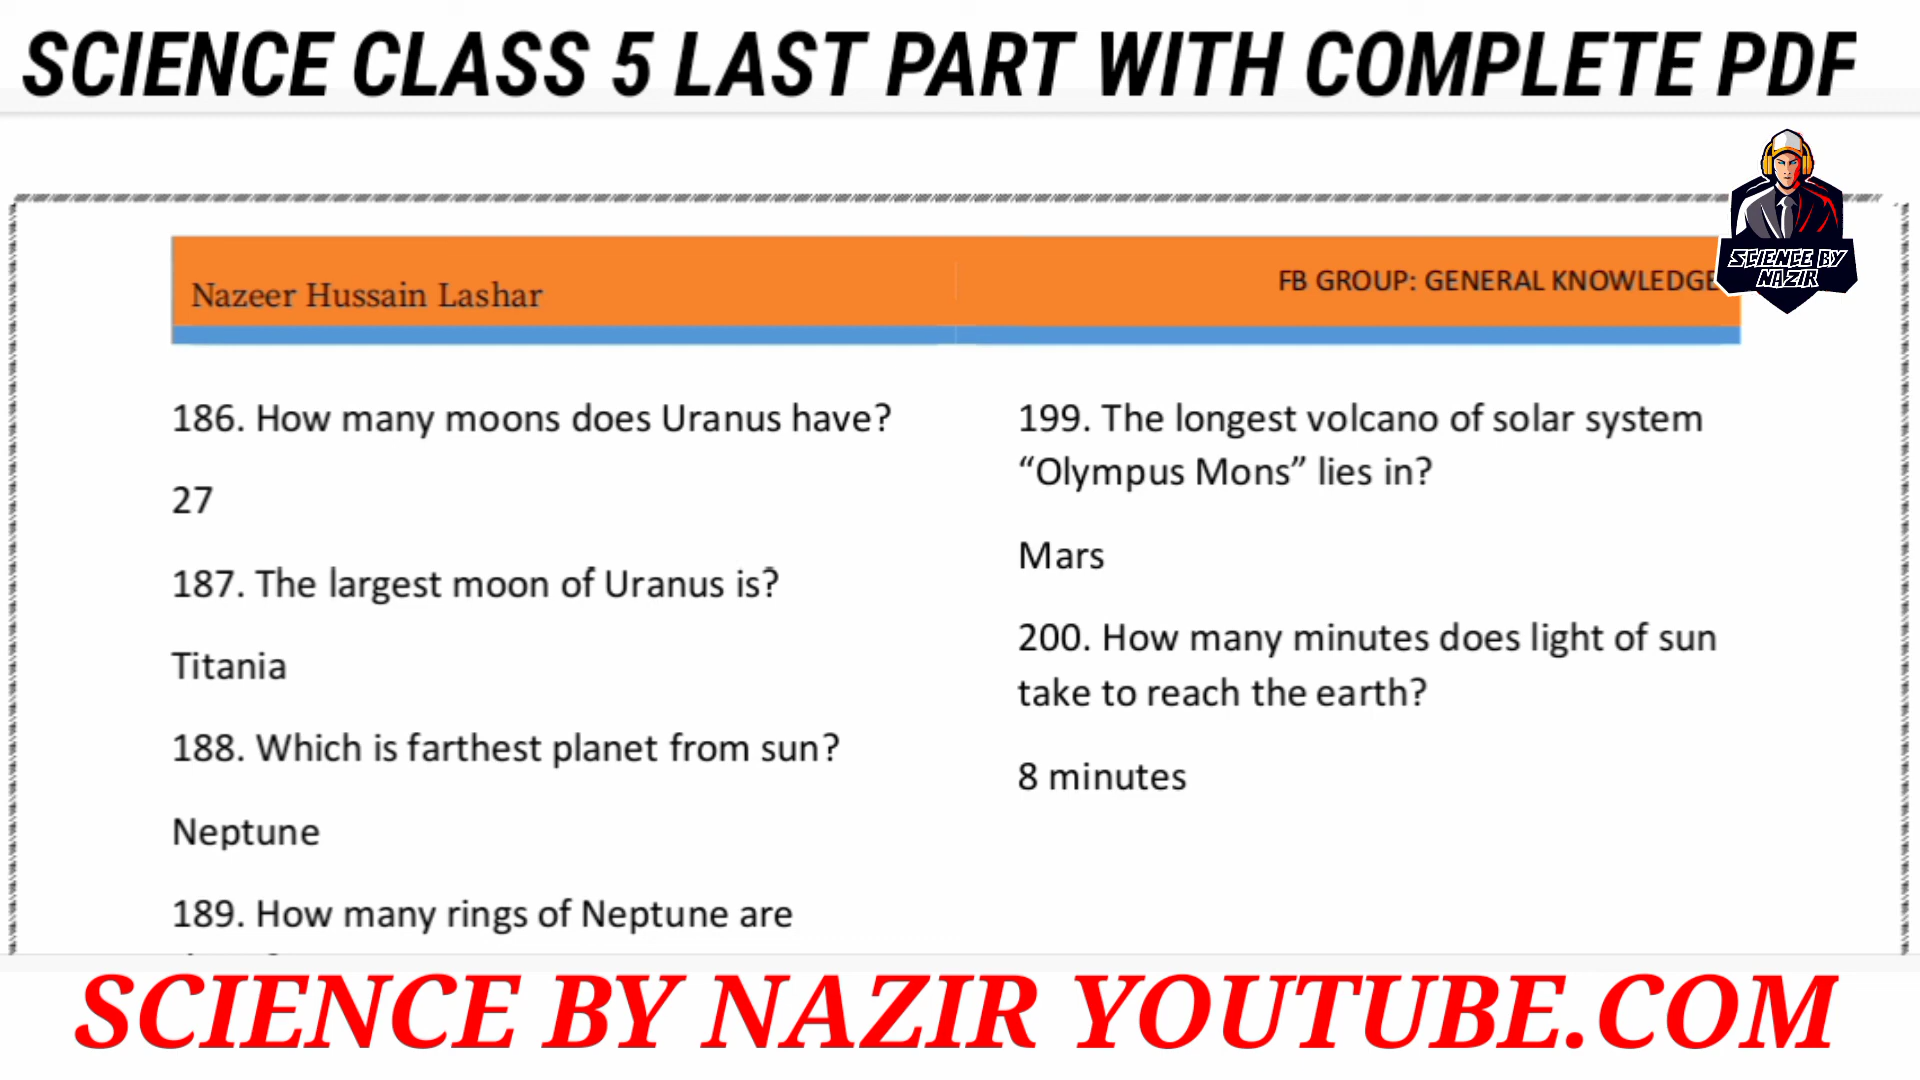 SCIENCE CLASS 5 LAST PART WITH COMPLETE PDF
SCIENCE BY
NAZIR
Nazeer Hussain Lashar
FB GROUP: GENERAL KNOWLEDGE
186. How many moons does Uranus have?
27
187. The largest moon of Uranus is?
Titania
188. Which is farthest planet from sun?
Neptune
189. How many rings of Neptune are
199. The longest volcano of solar system
“Olympus Mons” lies in?
Mars
200. How many minutes does light of sun
take to reach the earth?
8 minutes
SCIENCE BY NAZIR YOUTUBE.COM